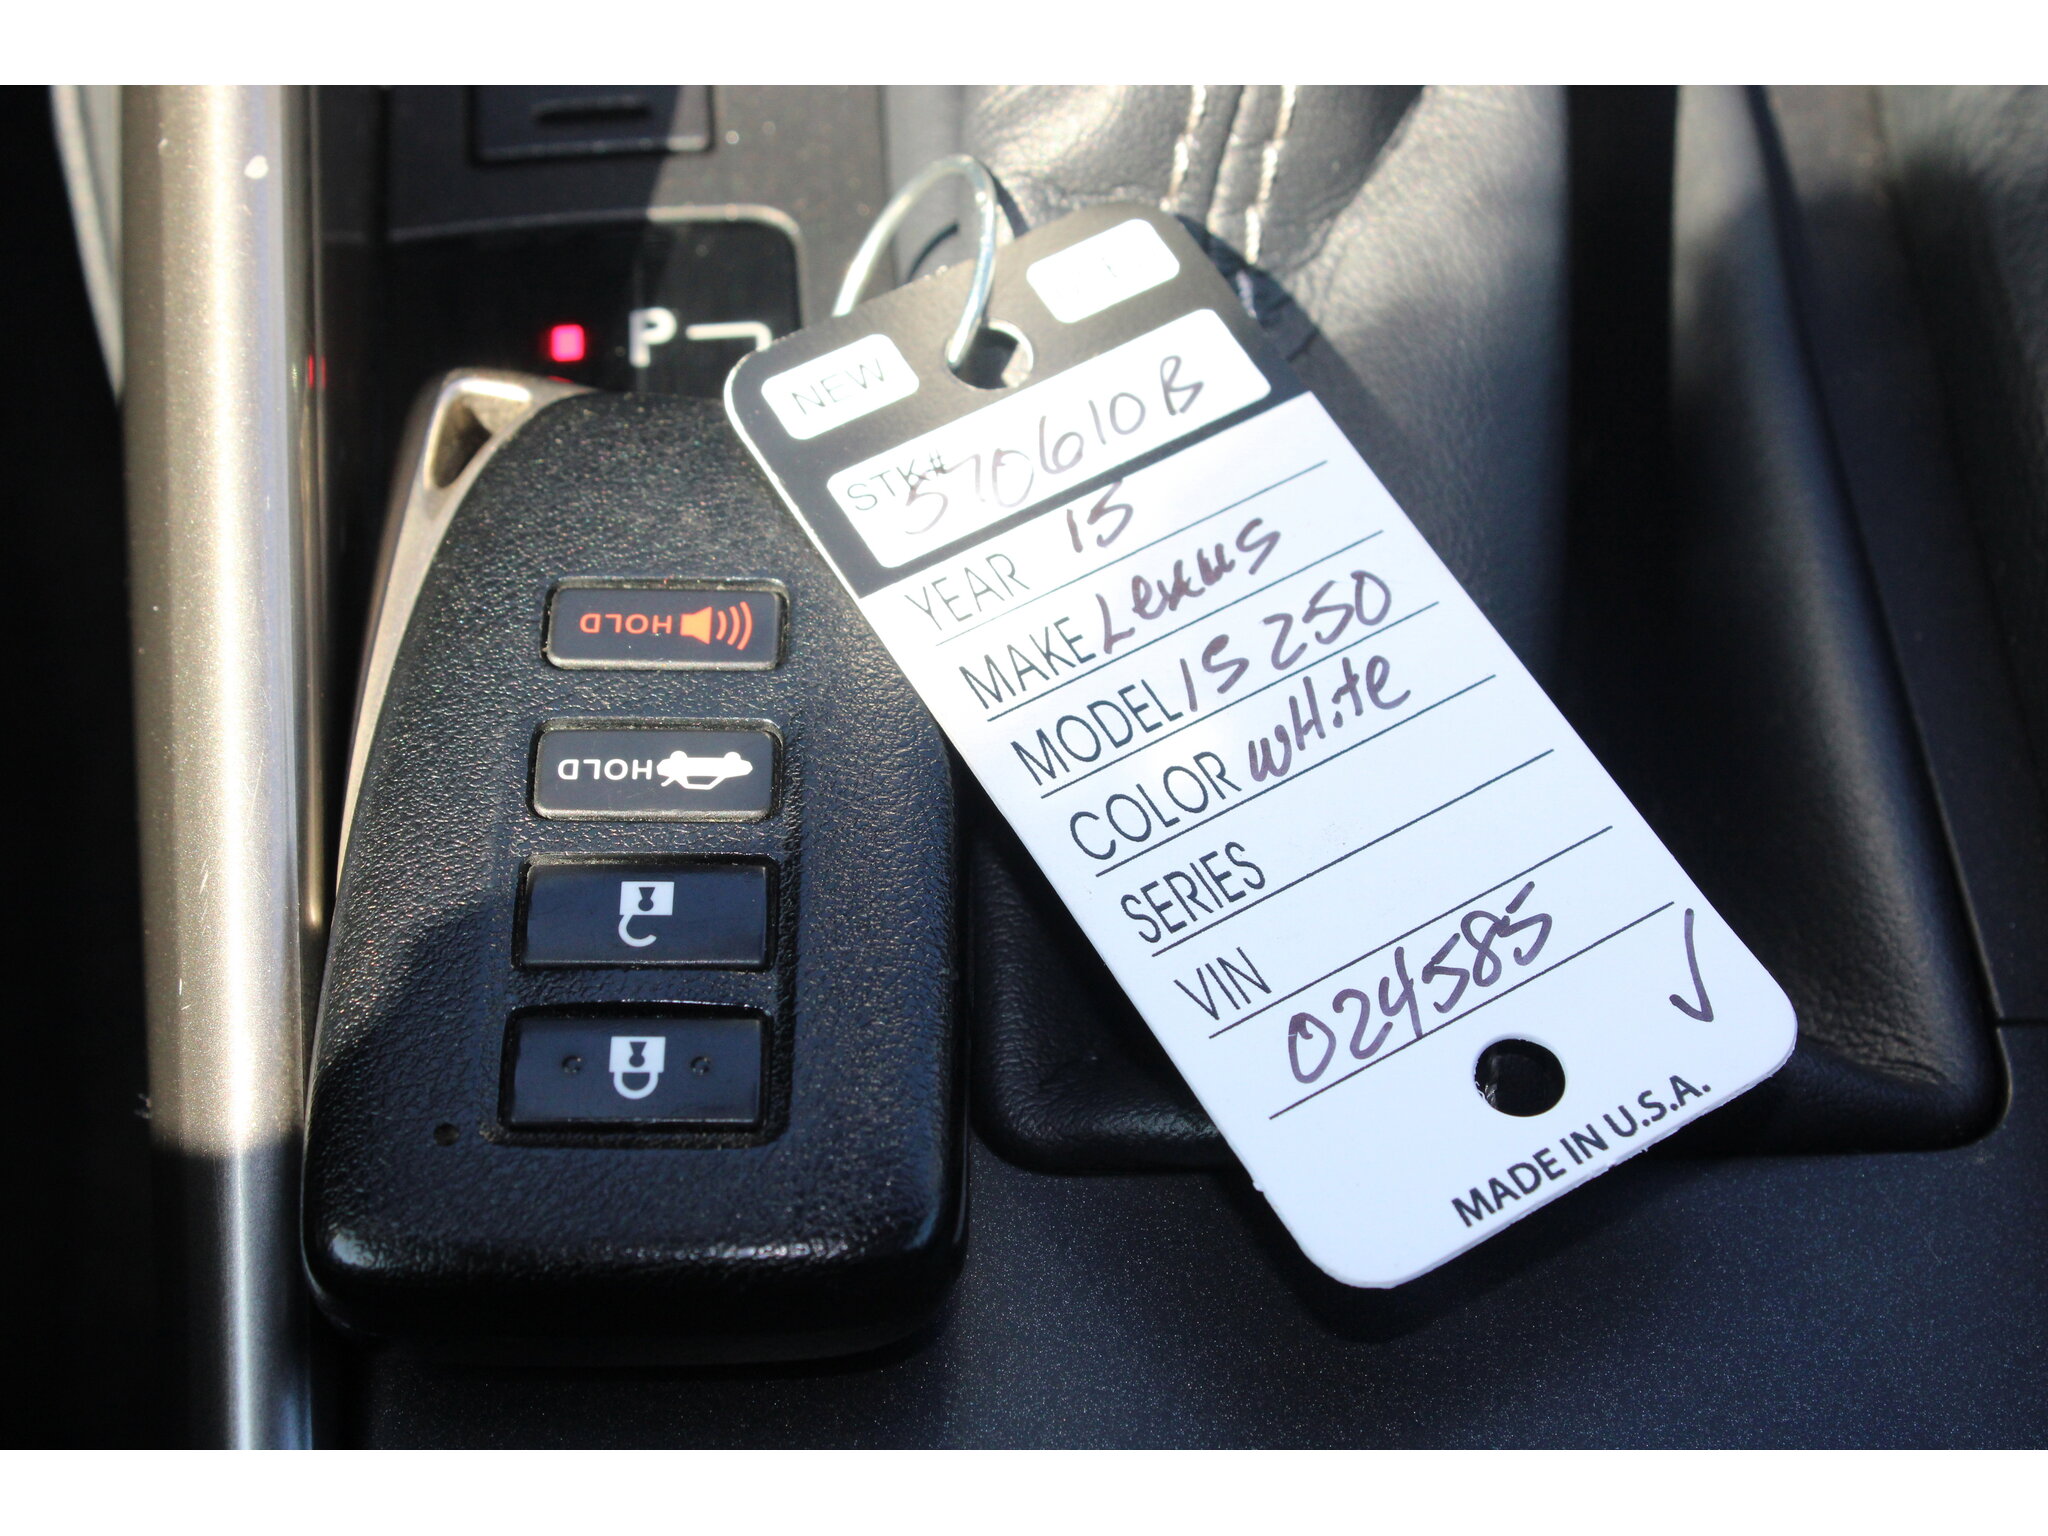 P
HOLD
HOLD
NEW
STK# 570610B
YEAR 15
MAKE Lexus
MODEL IS 250
COLOR wHite
SERIES
VIN
024585
MADE IN U.S.A.